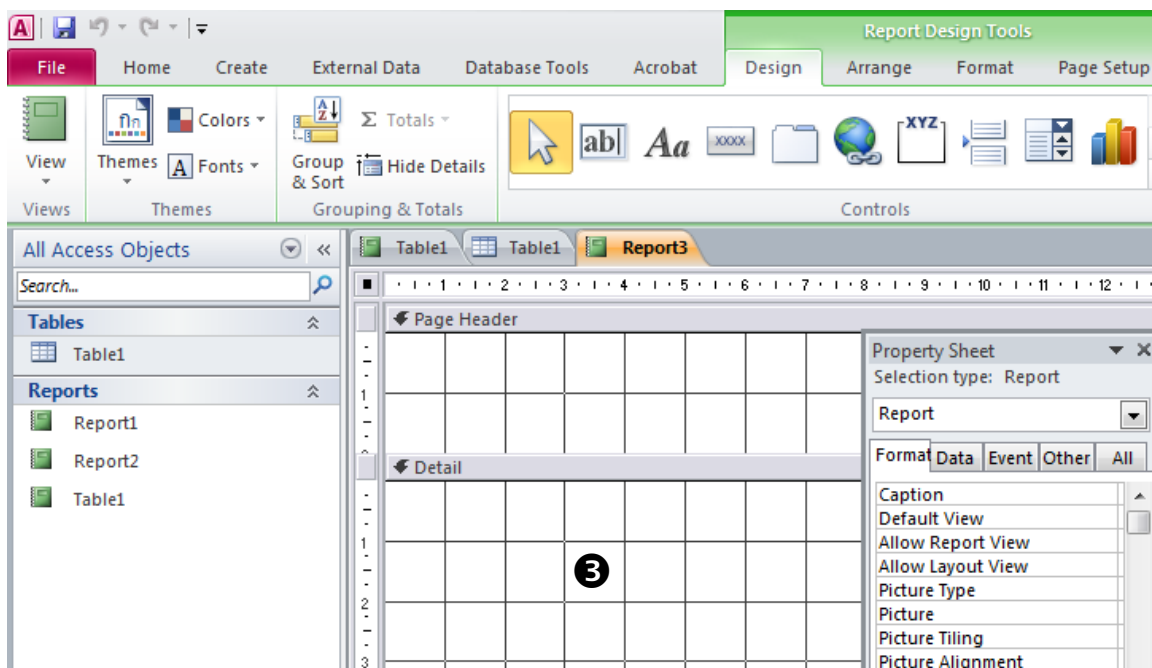 A
Report Design Tools
File Home Create External Data Database Tools Acrobat Design Arrange Format Page Setup
กก Colors A Z Σ Totals ab| Aa xxxx XYZ
View Themes A Fonts Group & Sort Hide Details
Views Themes Grouping & Totals Controls
All Access Objects « Table1 Table1 Report3
Search...
1 2 3 4 5 6 7 8 9 10 11 12
Tables
Page Header
Table1
Property Sheet
Selection type: Report
Reports
1
Report
Report1
Report2
Detail
Format Data Event Other All
Table1
Caption
Default View
1
Allow Report View
❸
Allow Layout View
Picture Type
2
Picture
Picture Tiling
3
Picture Alignment